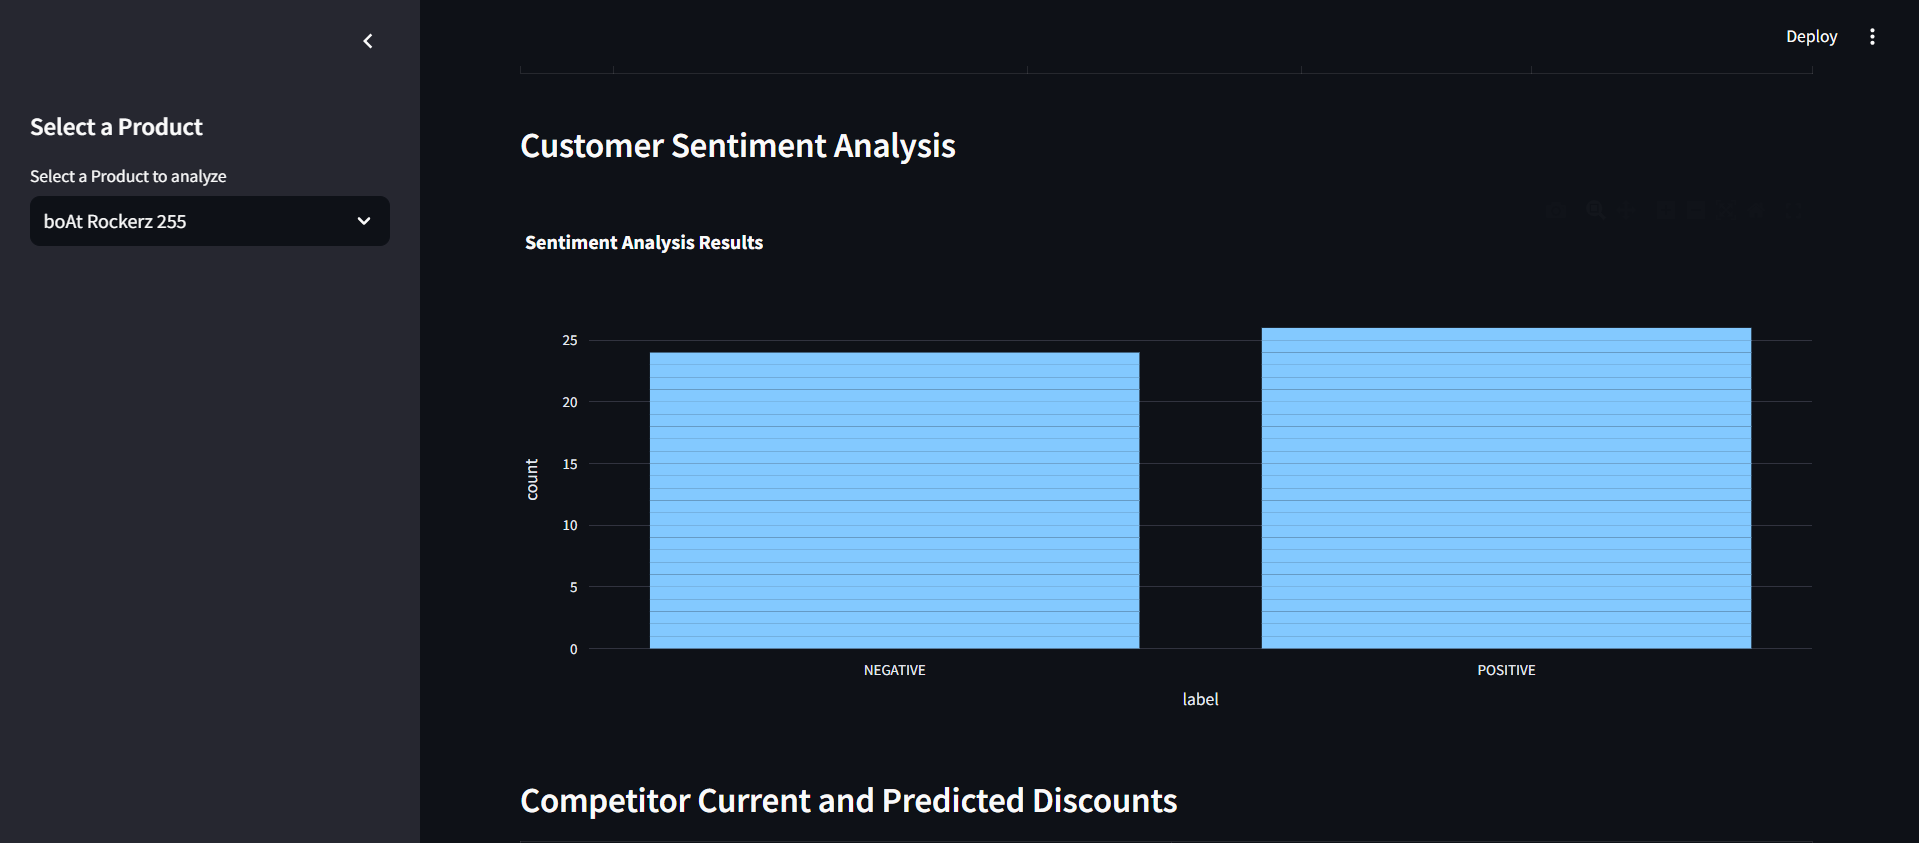 Deploy
Select a Product
Select a Product to analyze
boAt Rockerz 255
Customer Sentiment Analysis
Sentiment Analysis Results
25
20
15
10
5
0
count
NEGATIVE
POSITIVE
label
Competitor Current and Predicted Discounts